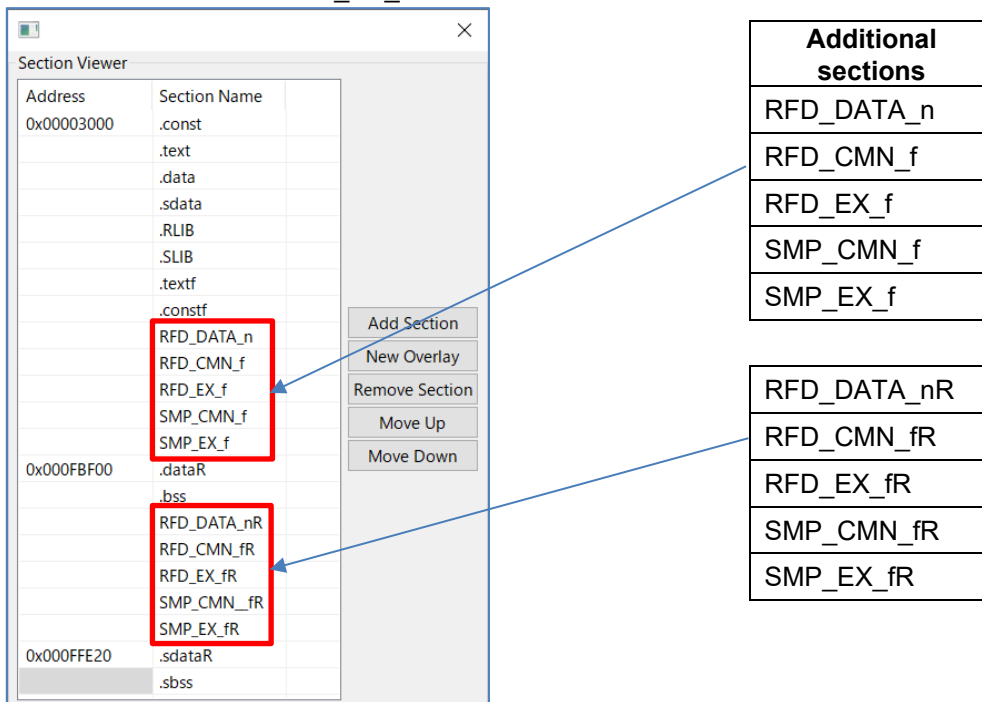 Section Viewer
Address Section Name
0x00003000 .const
.text
.data
.sdata
.RLIB
.SLIB
.textf
.constf
RFD_DATA_n
RFD_CMN_f
RFD_EX_f
SMP_CMN_f
SMP_EX_f
0x000FBF00 .dataR
.bss
RFD_DATA_nR
RFD_CMN_fR
RFD_EX_fR
SMP_CMN__fR
SMP_EX_fR
0x000FFE20 .sdataR
.sbss
Add Section
New Overlay
Remove Section
Move Up
Move Down
Additional
sections
RFD_DATA_n
RFD_CMN_f
RFD_EX_f
SMP_CMN_f
SMP_EX_f
RFD_DATA_nR
RFD_CMN_fR
RFD_EX_fR
SMP_CMN_fR
SMP_EX_fR